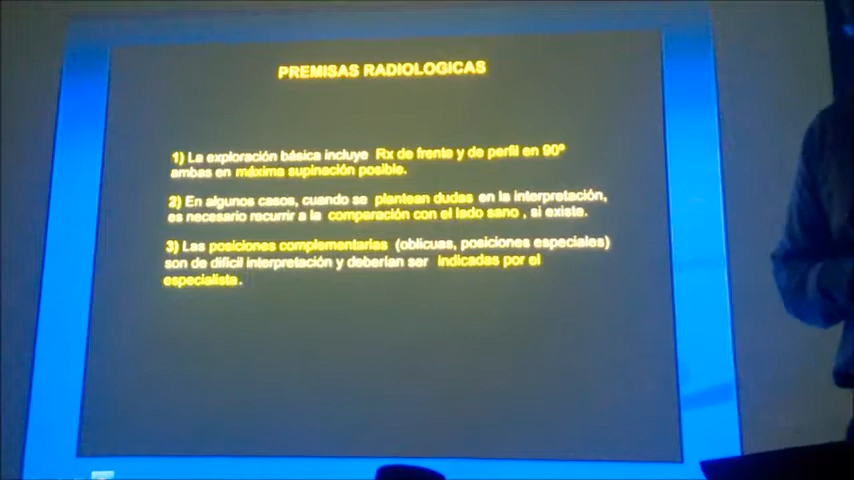 PREMISAS RADIOLOGICAS
1) La exploración básica incluye Rx de frente y de perfil en 90º
ambas en máxima supinación posible.
2) En algunos casos, cuando se plantean dudas en la interpretación,
es necesario recurrir a la comparación con el lado sano , si existe.
3) Las posiciones complementarias (oblicuas, posiciones especiales)
son de difícil interpretación y deberían ser indicadas por el
especialista.